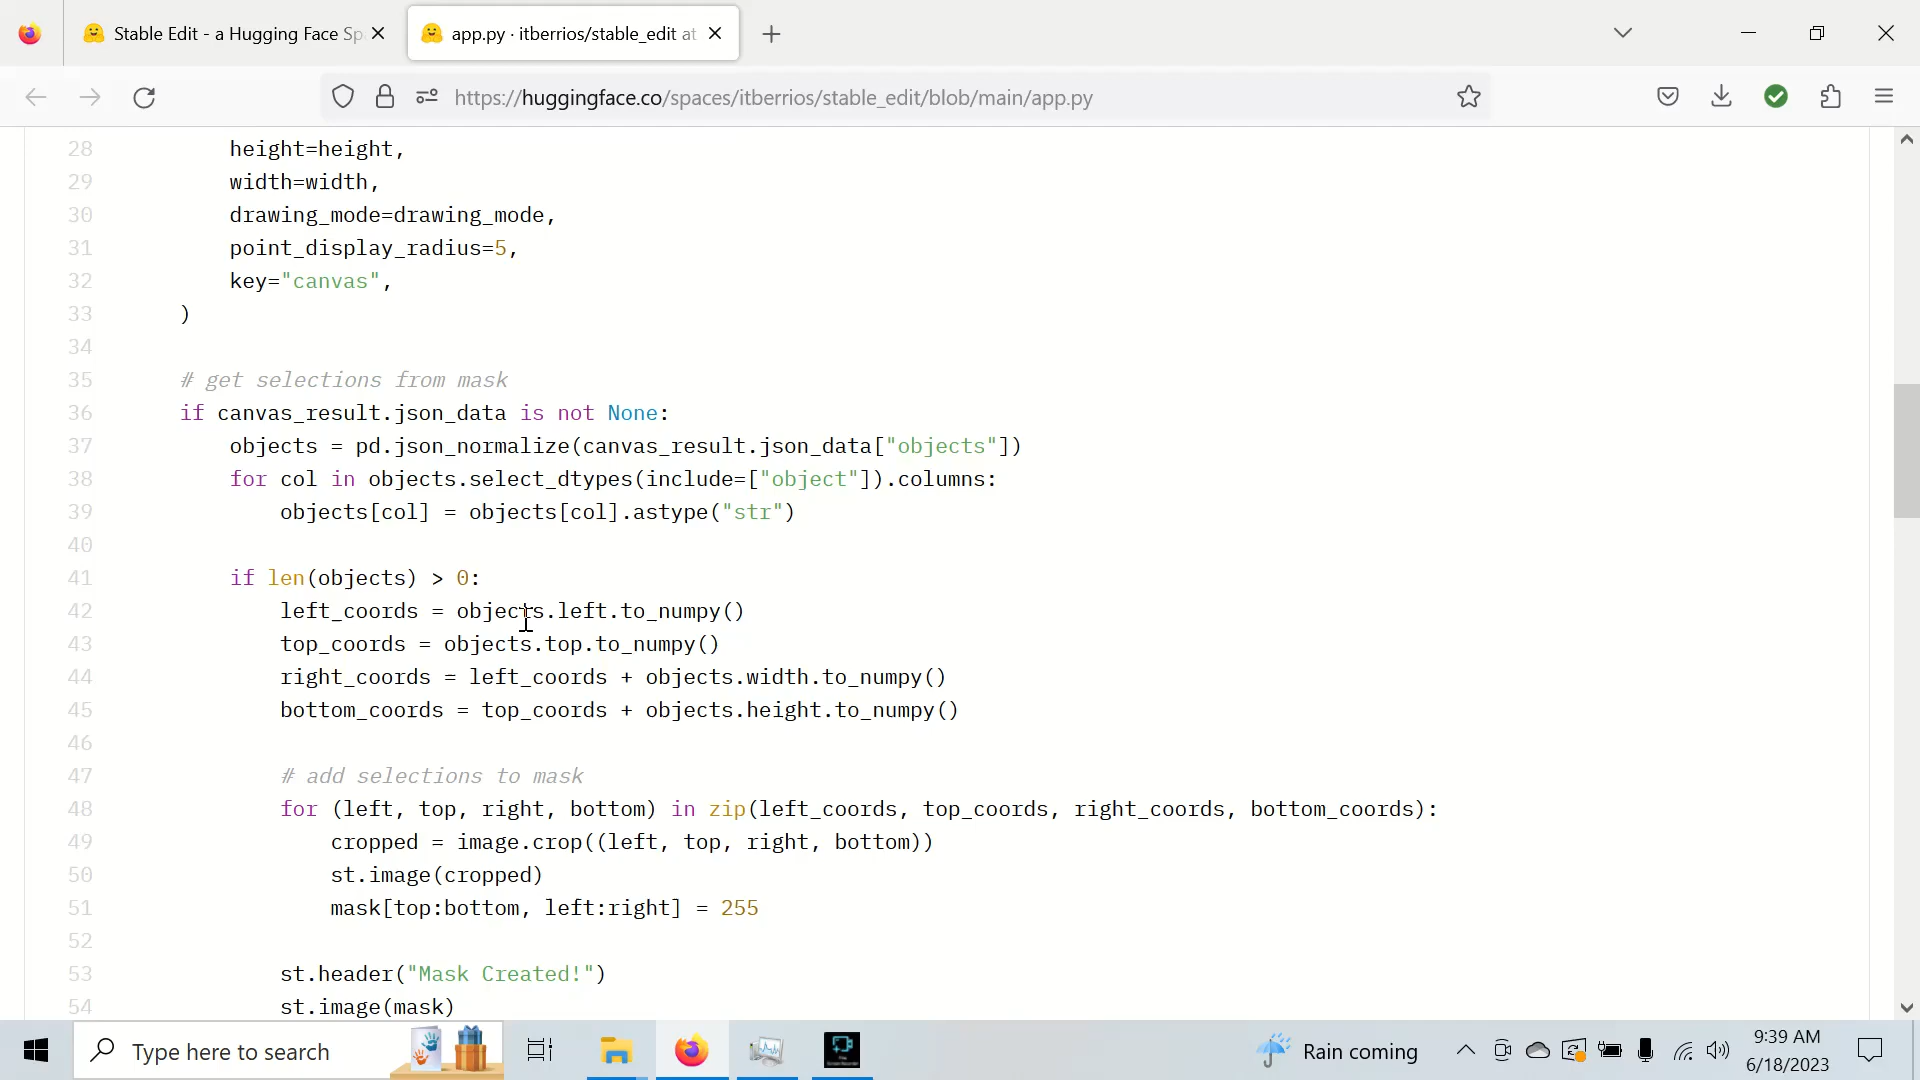 Stable Edit - a Hugging Face Sp
app.py · itberrios/stable_edit at
https://huggingface.co/spaces/itberrios/stable_edit/blob/main/app.py
28 height=height,
29 width=width,
30 drawing_mode=drawing_mode,
31 point_display_radius=5,
32 key="canvas",
33 )
34
35 # get selections from mask
36 if canvas_result.json_data is not None:
37 objects = pd.json_normalize(canvas_result.json_data["objects"])
38 for col in objects.select_dtypes(include=["object"]).columns:
39 objects[col] = objects[col].astype("str")
40
41 if len(objects) > 0:
42 left_coords = objects.left.to_numpy()
43 top_coords = objects.top.to_numpy()
44 right_coords = left_coords + objects.width.to_numpy()
45 bottom_coords = top_coords + objects.height.to_numpy()
46
47 # add selections to mask
48 for (left, top, right, bottom) in zip(left_coords, top_coords, right_coords, bottom_coords):
49 cropped = image.crop((left, top, right, bottom))
50 st.image(cropped)
51 mask[top:bottom, left:right] = 255
52
53 st.header("Mask Created!")
54 st.image(mask)
Type here to search
Rain coming
9:39 AM
6/18/2023